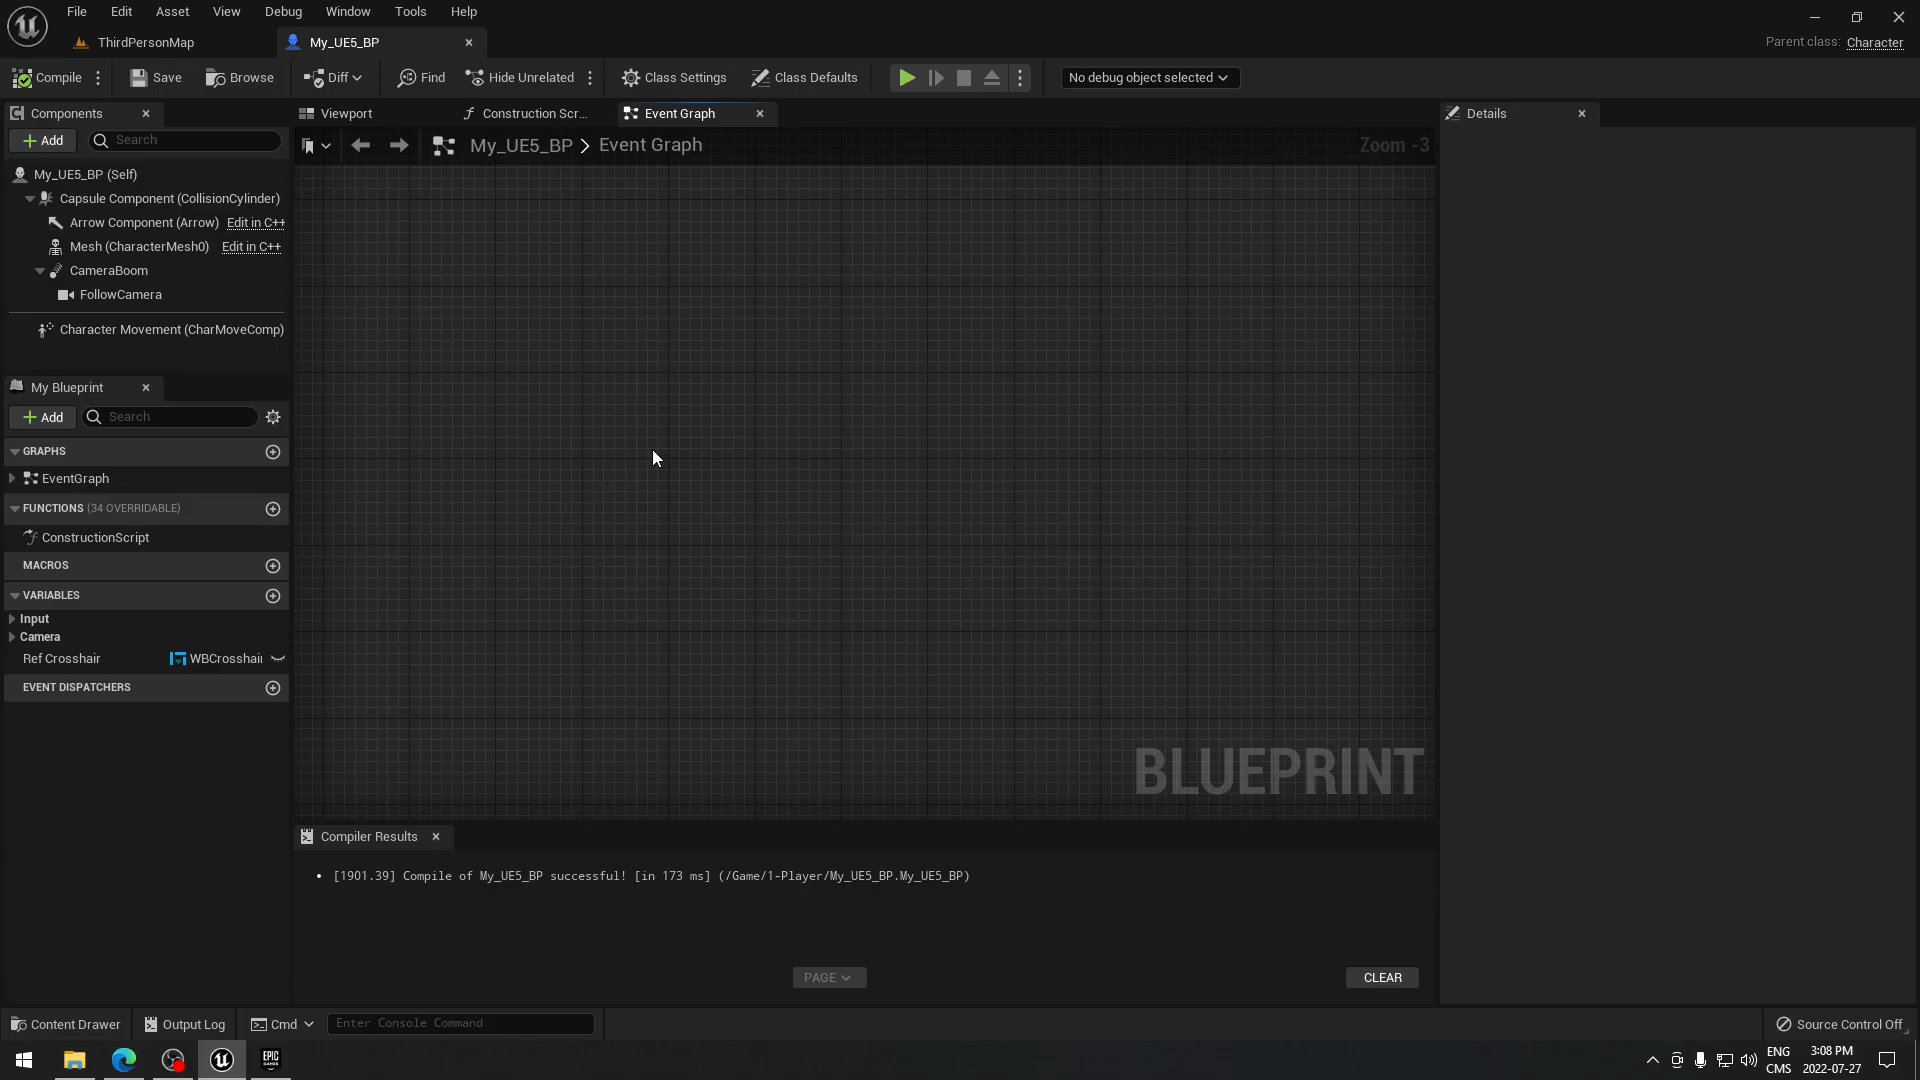 File Edit Asset View Debug Window Tools Help
ThirdPersonMap My_UE5_BP Parent class: Character
Compile Save Browse Diff Find Hide Unrelated Class Settings Class Defaults No debug object selected
Components Viewport Construction Scr... Event Graph Details
Add Search My_UE5_BP Event Graph Zoom -3
My_UE5_BP (Self)
Capsule Component (CollisionCylinder)
Arrow Component (Arrow) Edit in C++
Mesh (CharacterMesh0) Edit in C++
CameraBoom
FollowCamera
Character Movement (CharMoveComp)
My Blueprint
Add Search
GRAPHS
EventGraph
FUNCTIONS (34 OVERRIDABLE)
ConstructionScript
MACROS
VARIABLES
Input
Camera
Ref Crosshair WBCrosshair
EVENT DISPATCHERS
BLUEPRINT
Compiler Results
• [1901.39] Compile of My_UE5_BP successful! [in 173 ms] (/Game/1-Player/My_UE5_BP.My_UE5_BP)
PAGE CLEAR
Content Drawer Output Log Cmd Enter Console Command Source Control Off
EPIC GAMES ENG 3:08 PM
CMS 2022-07-27